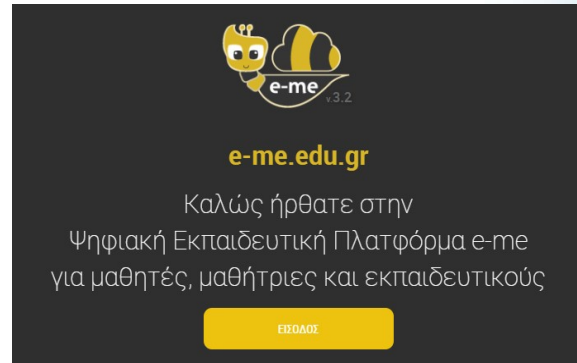 e-me
v.3.2
e-me.edu.gr
Καλώς ήρθατε στην
Ψηφιακή Εκπαιδευτική Πλατφόρμα e-me
για μαθητές, μαθήτριες και εκπαιδευτικούς
ΕΙΣΟΔΟΣ